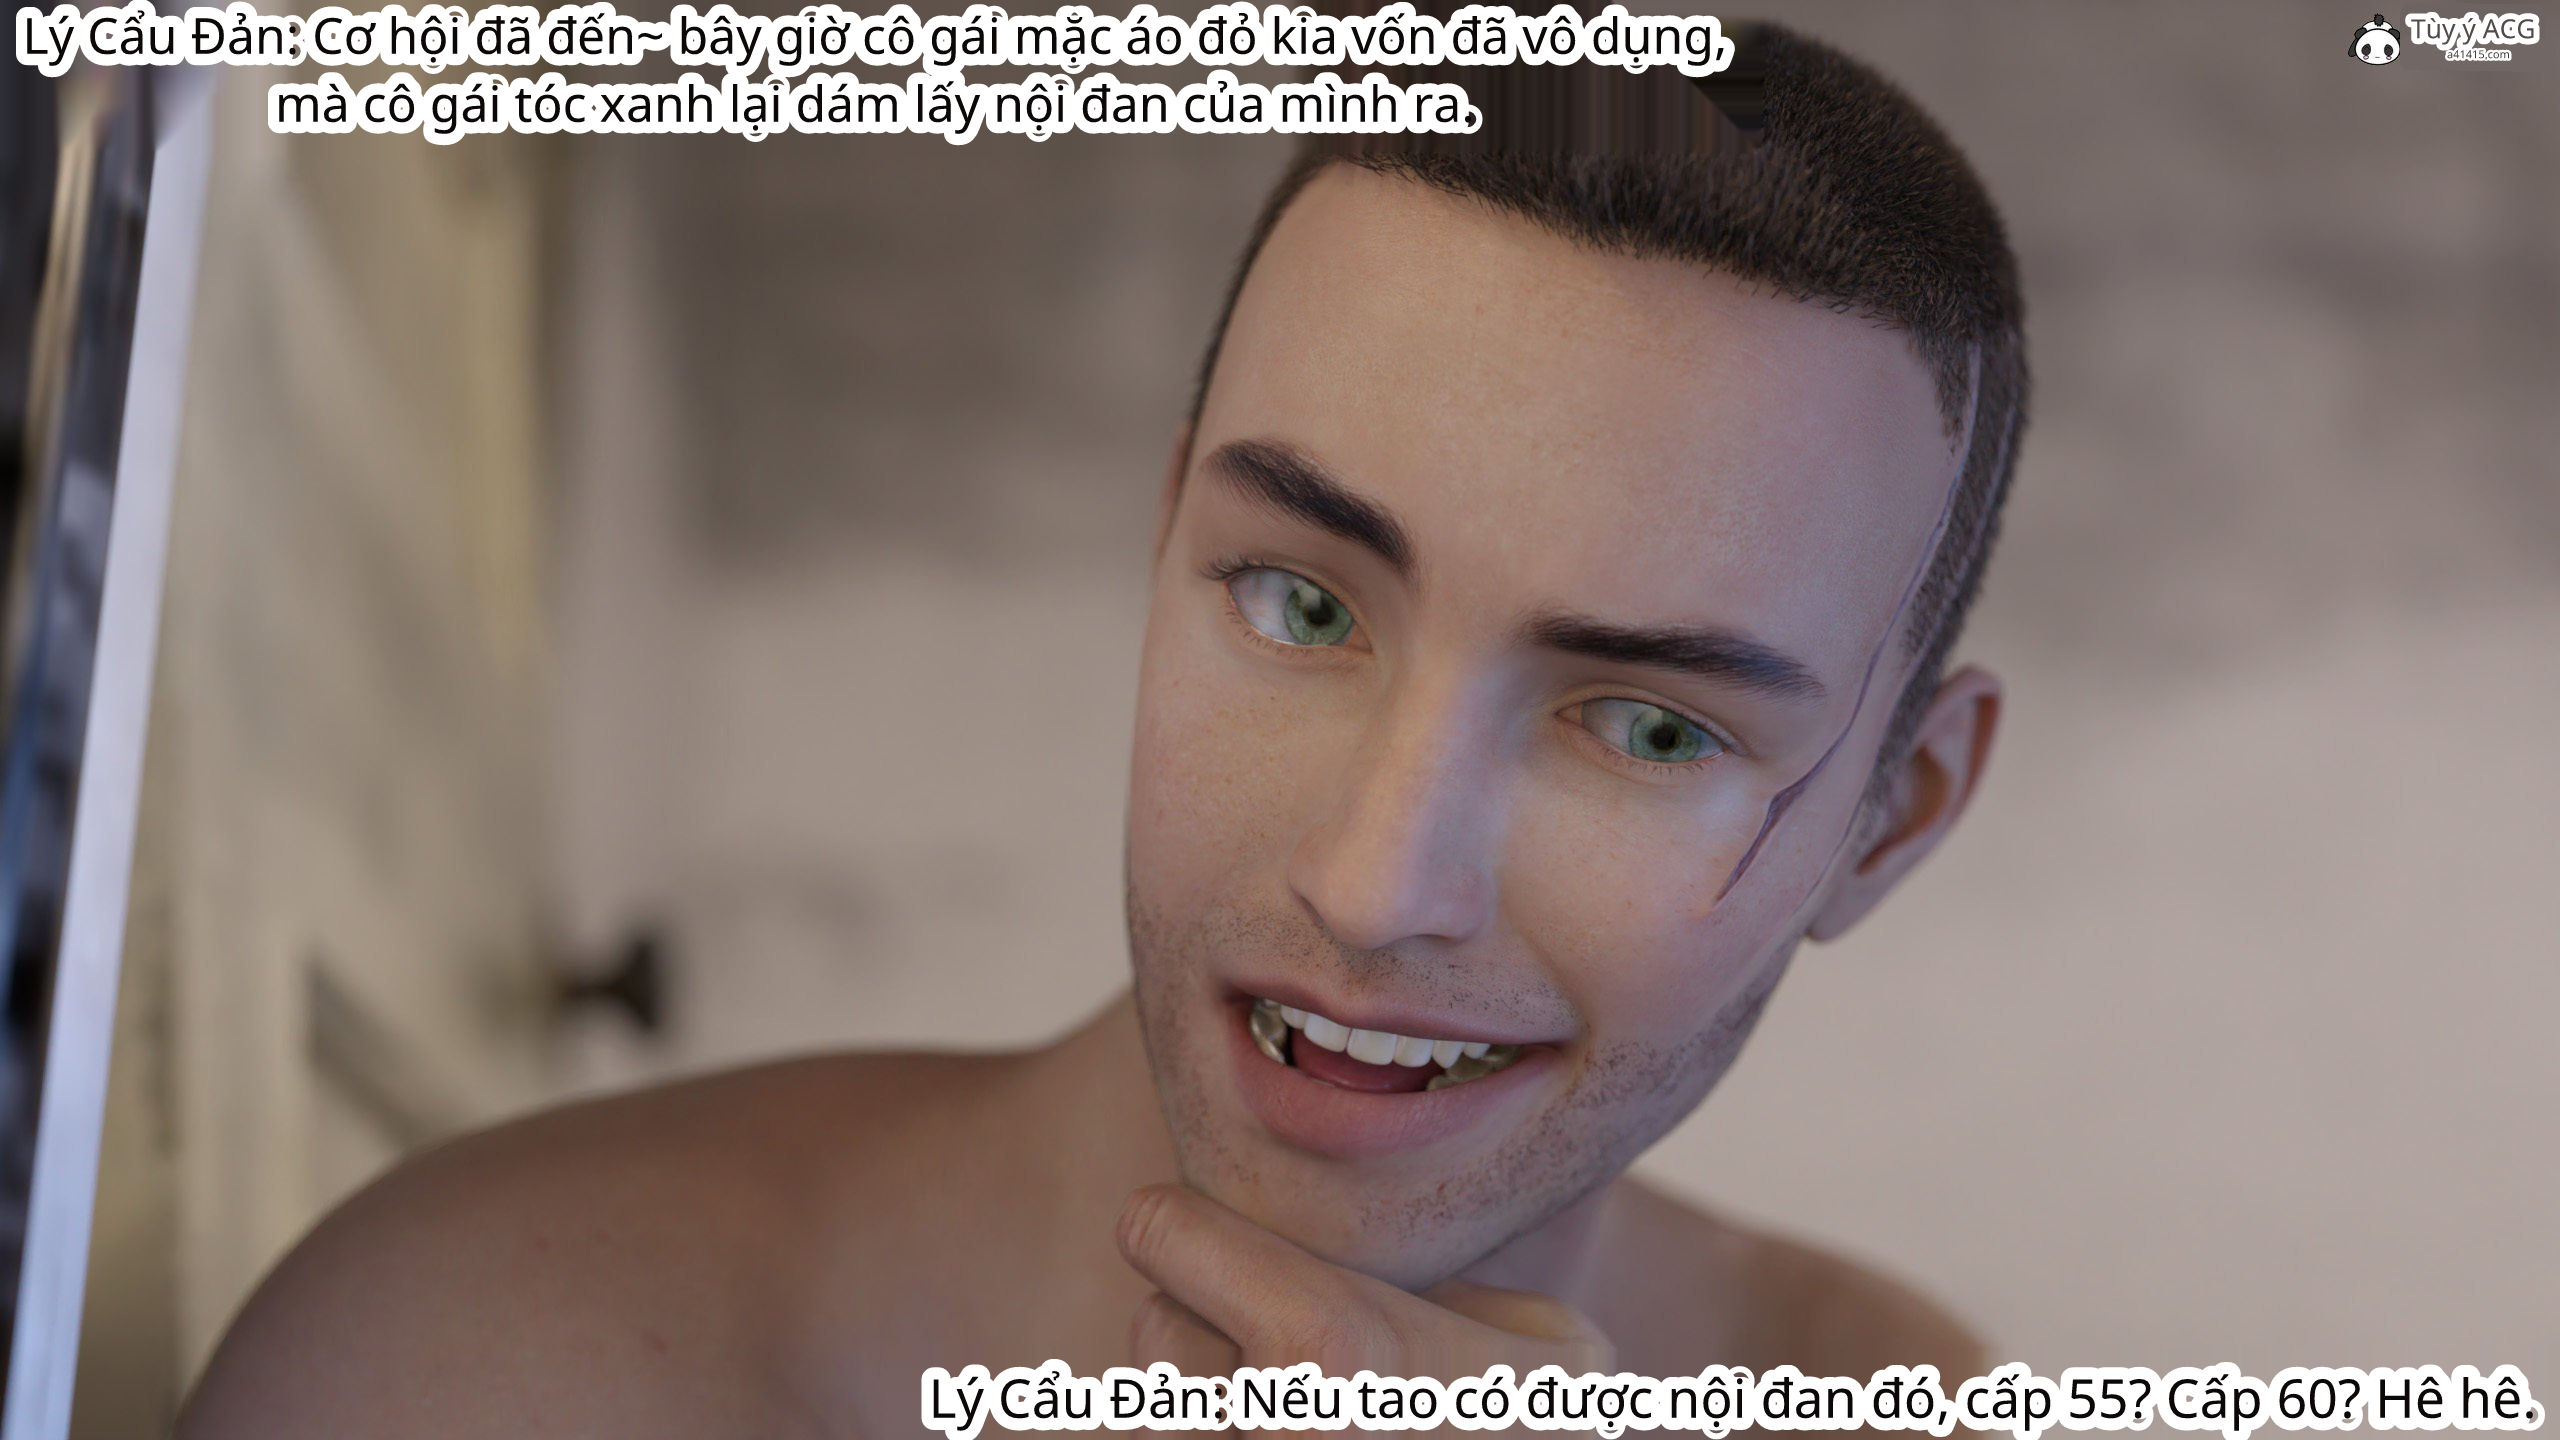 Lý Cẩu Đản: Cơ hội đã đến~ bây giờ cô gái mặc áo đỏ kia vốn đã vô dụng,
mà cô gái tóc xanh lại dám lấy nội đan của mình ra.
Tùy ý ACG
a41415.com
Lý Cẩu Đản: Nếu tao có được nội đan đó, cấp 55? Cấp 60? Hê hê.